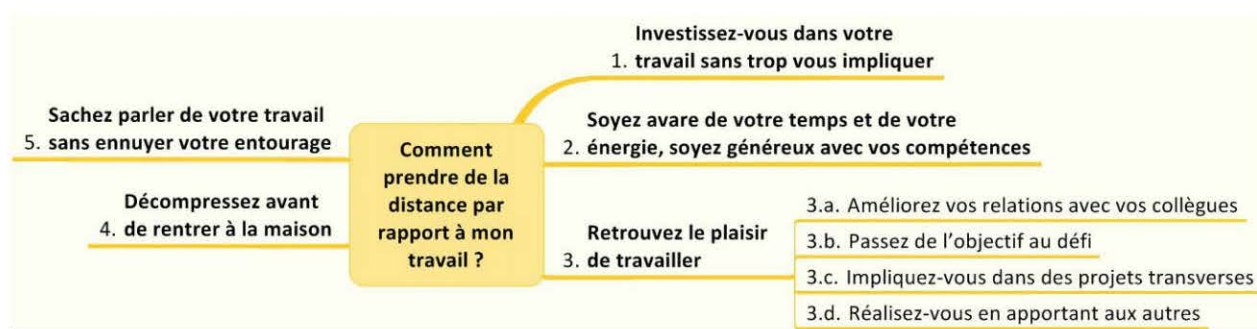 Comment
prendre de la
distance par
rapport à mon
travail ?
Investissez-vous dans votre
1. travail sans trop vous impliquer
Soyez avare de votre temps et de votre
2. énergie, soyez généreux avec vos compétences
Retrouvez le plaisir
3. de travailler
3.a. Améliorez vos relations avec vos collègues
3.b. Passez de l'objectif au défi
3.c. Impliquez-vous dans des projets transverses
3.d. Réalisez-vous en apportant aux autres
Décompressez avant
4. de rentrer à la maison
Sachez parler de votre travail
5. sans ennuyer votre entourage